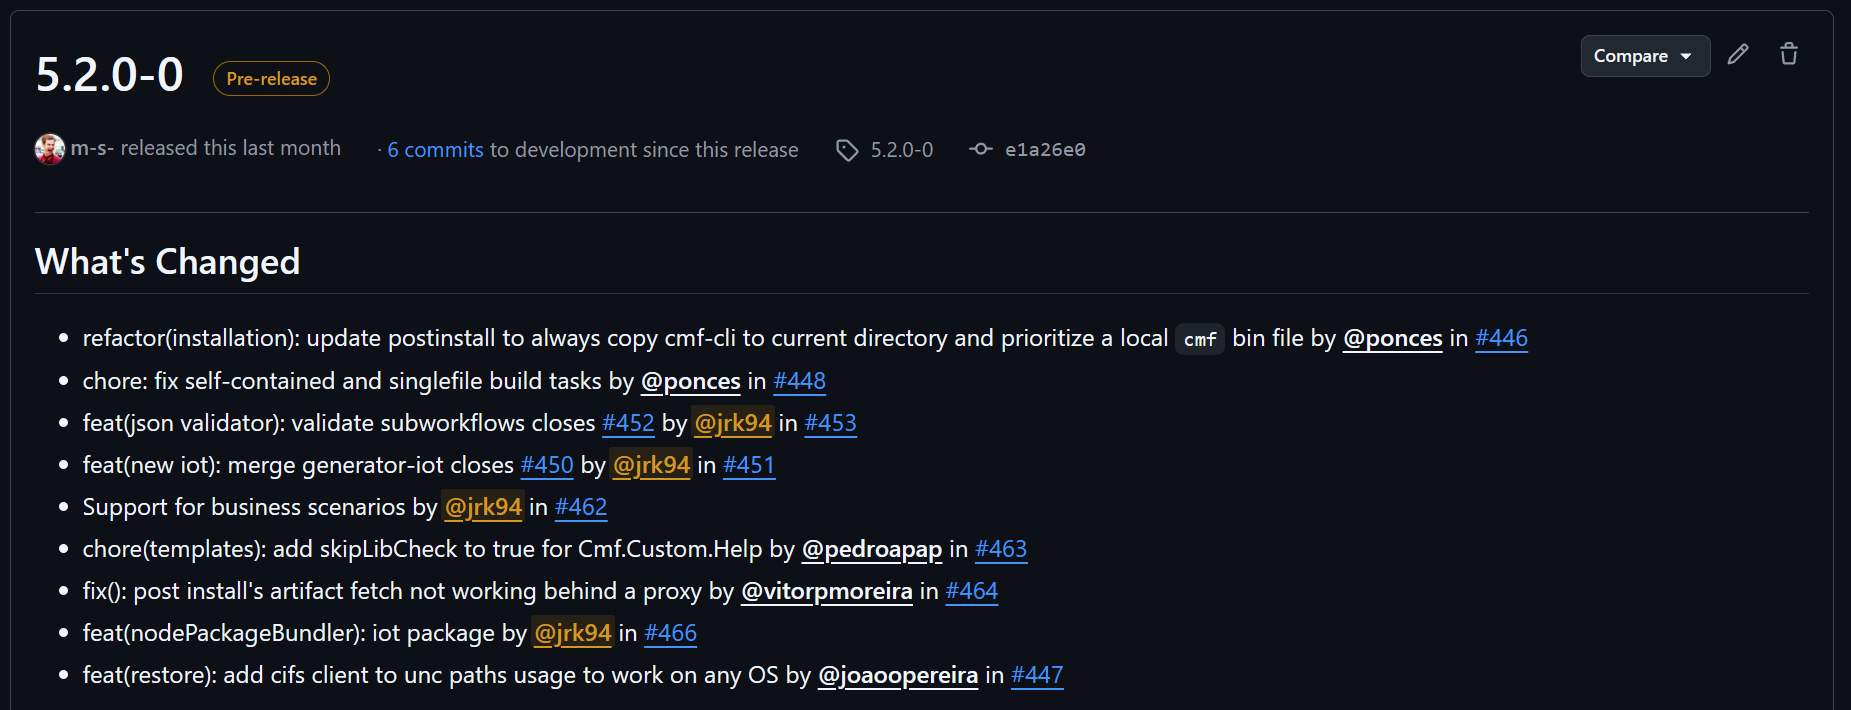 5.2.0-0 Pre-release Compare
m-s- released this last month · 6 commits to development since this release 5.2.0-0 e1a26e0
What's Changed
• refactor(installation): update postinstall to always copy cmf-cli to current directory and prioritize a local cmf bin file by @ponces in #446
• chore: fix self-contained and singlefile build tasks by @ponces in #448
• feat(json validator): validate subworkflows closes #452 by @jrk94 in #453
• feat(new iot): merge generator-iot closes #450 by @jrk94 in #451
• Support for business scenarios by @jrk94 in #462
• chore(templates): add skipLibCheck to true for Cmf.Custom.Help by @pedroapap in #463
• fix(): post install's artifact fetch not working behind a proxy by @vitorpmoreira in #464
• feat(nodePackageBundler): iot package by @jrk94 in #466
• feat(restore): add cifs client to unc paths usage to work on any OS by @joaoopereira in #447